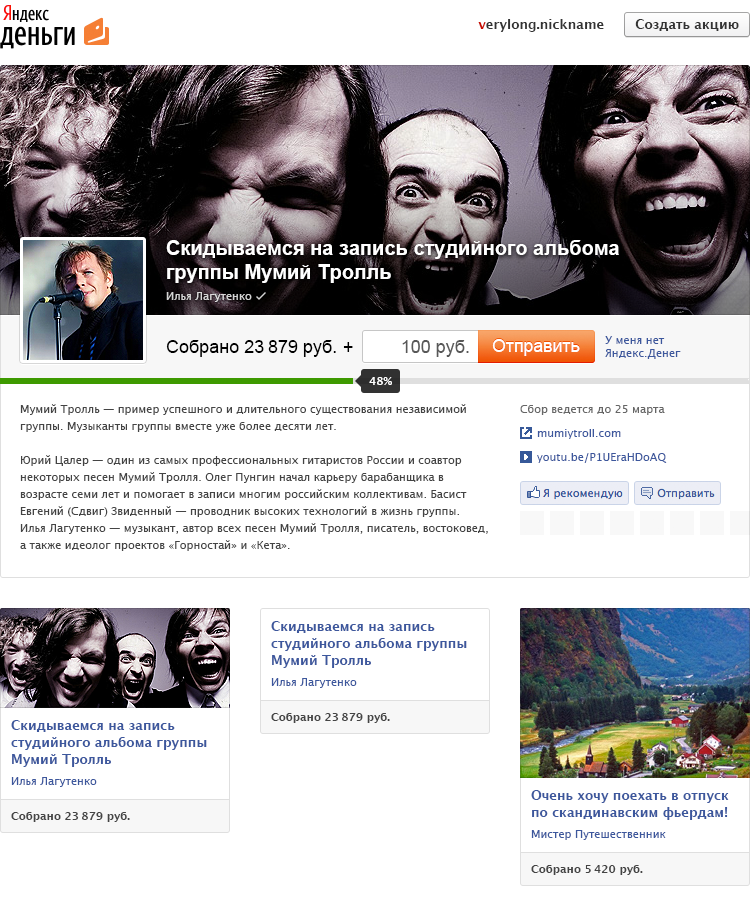 Яндекс
деньги
verylong.nickname
Создать акцию
Скидываемся на запись студийного альбома
группы Мумий Тролль
Илья Лагутенко
Собрано 23 879 руб. +
100 руб.
Отправить
У меня нет
Яндекс.Денег
48%
Мумий Тролль — пример успешного и длительного существования независимой
группы. Музыканты группы вместе уже более десяти лет.
Юрий Цалер — один из самых профессиональных гитаристов России и соавтор
некоторых песен Мумий Тролля. Олег Пунгин начал карьеру барабанщика в
возрасте семи лет и помогает в записи многим российским коллективам. Басист
Евгений (Сдвиг) Звиденный — проводник высоких технологий в жизнь группы.
Илья Лагутенко — музыкант, автор всех песен Мумий Тролля, писатель, востоковед,
а также идеолог проектов «Горностай» и «Кета».
Сбор ведется до 25 марта
mumiytroll.com
youtu.be/P1UEraHDoAQ
Я рекомендую
Отправить
Скидываемся на запись
студийного альбома группы
Мумий Тролль
Илья Лагутенко
Собрано 23 879 руб.
Скидываемся на запись
студийного альбома группы
Мумий Тролль
Илья Лагутенко
Собрано 23 879 руб.
Очень хочу поехать в отпуск
по скандинавским фьердам!
Мистер Путешественник
Собрано 5 420 руб.